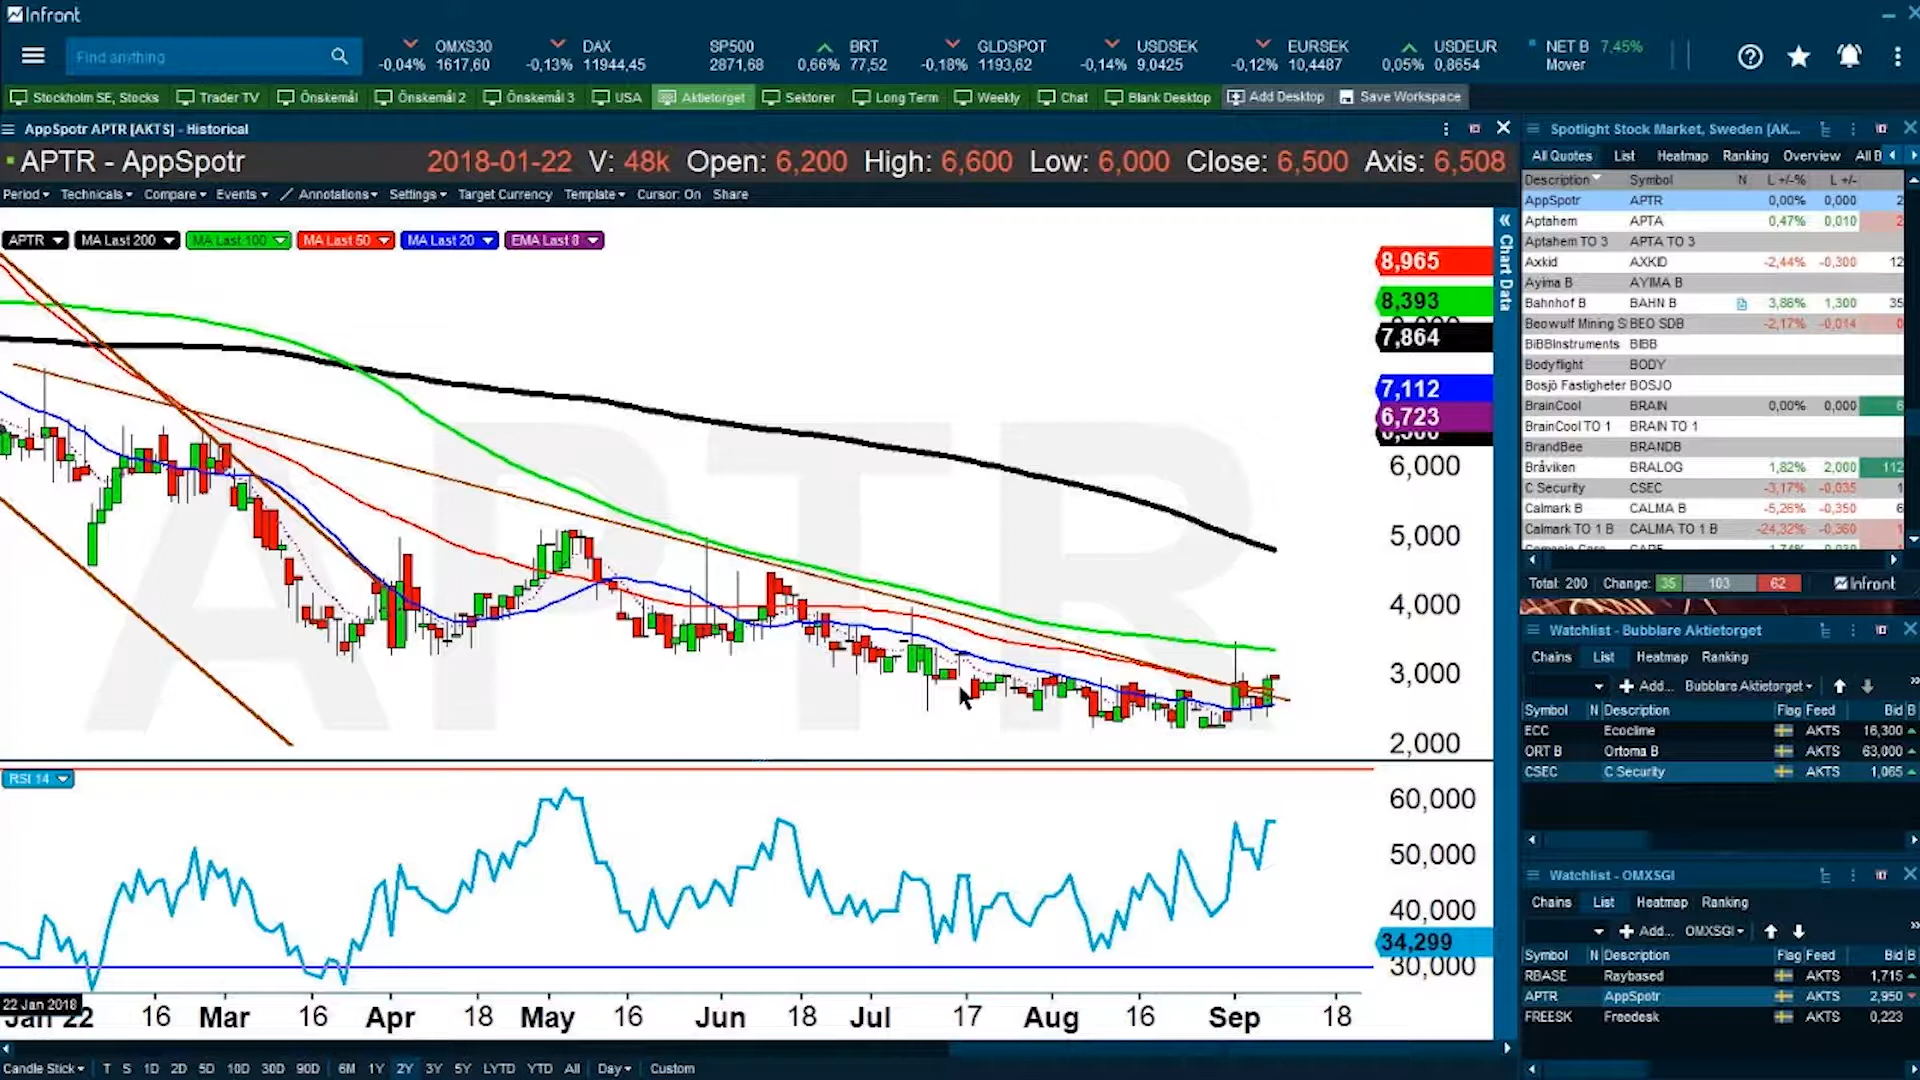 Infront
Find anything
OMXS30 -0,04% 1617,60
DAX -0,13% 11944,45
SP500 2871,68
BRT 0,66% 77,52
GLDSPOT -0,18% 1193,62
USDSEK -0,14% 9,0425
EURSEK -0,12% 10,4487
USDEUR 0,05% 0,8654
NET B 7,45% Mover
Stockholm SE, Stocks Trader TV Önskemål Önskemål 2 Önskemål 3 USA Aktietorget Sektorer Long Term Weekly Chat Blank Desktop Add Desktop Save Workspace
AppSpotr APTR [AKTS] - Historical
APTR - AppSpotr 2018-01-22 V: 48k Open: 6,200 High: 6,600 Low: 6,000 Close: 6,500 Axis: 6,508
Period Technicals Compare Events Annotations Settings Target Currency Template Cursor: On Share
APTR MA Last 200 MA Last 100 MA Last 50 MA Last 20 EMA Last 8
Chart Data
APTR
8,965
8,393
7,864
7,112
6,723
6,000
5,000
4,000
3,000
2,000
RSI 14
60,000
50,000
40,000
34,299
30,000
22 Jan 2018
Jan 22 16 Mar 16 Apr 18 May 16 Jun 18 Jul 17 Aug 16 Sep 18
Candle Stick T S 1D 2D 5D 10D 30D 90D 6M 1Y 2Y 3Y 5Y LYTD YTD All Day Custom
Spotlight Stock Market, Sweden [AK...
All Quotes List Heatmap Ranking Overview All B
Description Symbol N L +/-% L +/-
AppSpotr APTR 0,00% 0,000 2
Aptahem APTA 0,47% 0,010 2
Aptahem TO 3 APTA TO 3
Axkid AXKID -2,44% -0,300 12
Ayima B AYIMA B
Bahnhof B BAHN B 3,86% 1,300 35
Beowulf Mining S BEO SDB -2,17% -0,014 0
BiBBInstruments BIBB
Bodyflight BODY
Bosjö Fastigheter BOSJO
BrainCool BRAIN 0,00% 0,000 6
BrainCool TO 1 BRAIN TO 1
BrandBee BRANDB
Bråviken BRALOG 1,82% 2,000 112
C Security CSEC -3,17% -0,035 1
Calmark B CALMA B -5,26% -0,350 6
Calmark TO 1 B CALMA TO 1 B -24,32% -0,360 1
Total: 200 Change: 35 103 62 Infront
Watchlist - Bubblare Aktietorget
Chains List Heatmap Ranking
Add... Bubblare Aktietorget
Symbol N Description Flag Feed Bid B
ECC Ecoclime AKTS 16,300
ORT B Ortoma B AKTS 63,000
CSEC C Security AKTS 1,065
Watchlist - OMXSGI
Chains List Heatmap Ranking
Add... OMXSGI
Symbol N Description Flag Feed Bid B
RBASE Raybased AKTS 1,715
APTR AppSpotr AKTS 2,950
FREESK Freedesk AKTS 0,223